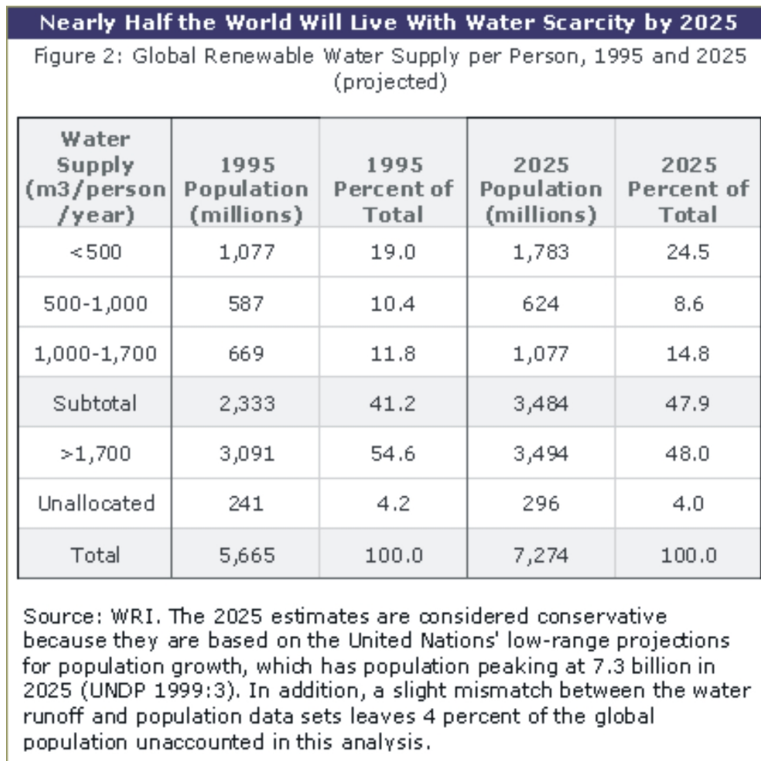 Nearly Half the World Will Live With Water Scarcity by 2025
Figure 2: Global Renewable Water Supply per Person, 1995 and 2025
(projected)
Water Supply (m3/person /year) 1995 Population (millions) 1995 Percent of Total 2025 Population (millions) 2025 Percent of Total
<500 1,077 19.0 1,783 24.5
500-1,000 587 10.4 624 8.6
1,000-1,700 669 11.8 1,077 14.8
Subtotal 2,333 41.2 3,484 47.9
>1,700 3,091 54.6 3,494 48.0
Unallocated 241 4.2 296 4.0
Total 5,665 100.0 7,274 100.0
Source: WRI. The 2025 estimates are considered conservative
because they are based on the United Nations' low-range projections
for population growth, which has population peaking at 7.3 billion in
2025 (UNDP 1999:3). In addition, a slight mismatch between the water
runoff and population data sets leaves 4 percent of the global
population unaccounted in this analysis.